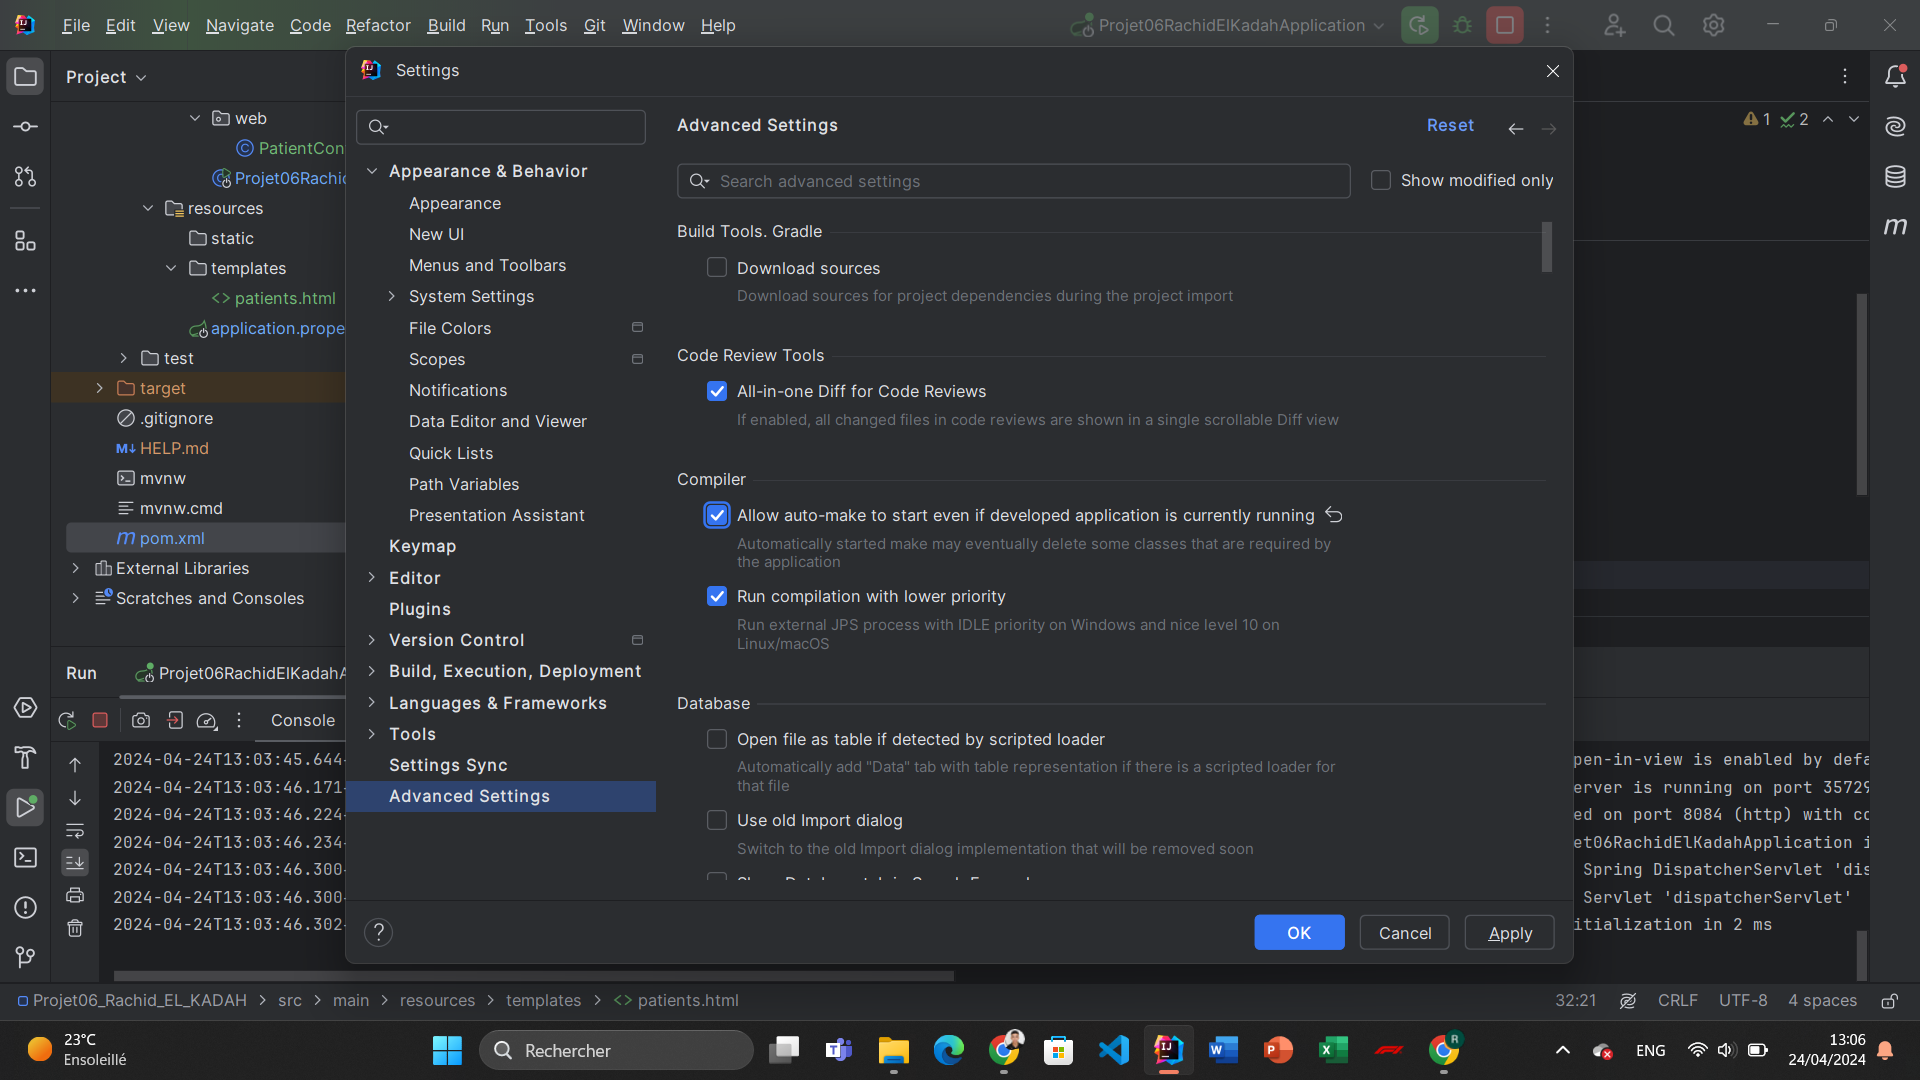 File Edit View Navigate Code Refactor Build Run Tools Git Window Help
Projet06RachidElKadahApplication
Project
web
PatientCon
Projet06Rachi
resources
static
templates
patients.html
application.prope
test
target
.gitignore
M↓ HELP.md
mvnw
mvnw.cmd
m pom.xml
External Libraries
Scratches and Consoles
Settings
Appearance & Behavior
Appearance
New UI
Menus and Toolbars
System Settings
File Colors
Scopes
Notifications
Data Editor and Viewer
Quick Lists
Path Variables
Presentation Assistant
Keymap
Editor
Plugins
Version Control
Build, Execution, Deployment
Languages & Frameworks
Tools
Settings Sync
Advanced Settings
Advanced Settings
Reset
Search advanced settings
Show modified only
Build Tools. Gradle
Download sources
Download sources for project dependencies during the project import
Code Review Tools
All-in-one Diff for Code Reviews
If enabled, all changed files in code reviews are shown in a single scrollable Diff view
Compiler
Allow auto-make to start even if developed application is currently running
Automatically started make may eventually delete some classes that are required by
the application
Run compilation with lower priority
Run external JPS process with IDLE priority on Windows and nice level 10 on
Linux/macOS
Database
Open file as table if detected by scripted loader
Automatically add "Data" tab with table representation if there is a scripted loader for
that file
Use old Import dialog
Switch to the old Import dialog implementation that will be removed soon
? OK Cancel Apply
1 2
m
Run Projet06RachidElKadahA
Console
2024-04-24T13:03:45.644- pen-in-view is enabled by defa
2024-04-24T13:03:46.171 erver is running on port 35729
2024-04-24T13:03:46.224 ed on port 8084 (http) with co
2024-04-24T13:03:46.234 et06RachidElKadahApplication i
2024-04-24T13:03:46.300 Spring DispatcherServlet 'dis
2024-04-24T13:03:46.300 Servlet 'dispatcherServlet'
2024-04-24T13:03:46.302 itialization in 2 ms
Projet06_Rachid_EL_KADAH > src > main > resources > templates > <> patients.html
32:21 CRLF UTF-8 4 spaces
23°C
Ensoleillé
Rechercher
ENG
13:06
24/04/2024